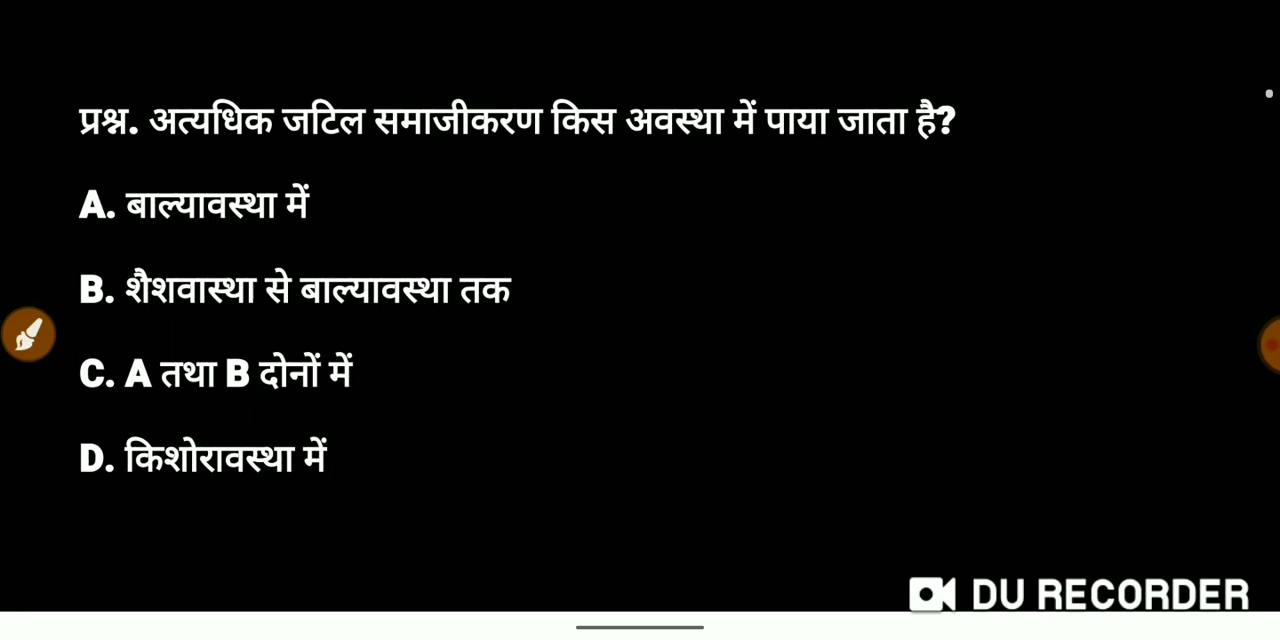 प्रश्न. अत्यधिक जटिल समाजीकरण किस अवस्था में पाया जाता है?
A. बाल्यावस्था में
B. शैशवास्था से बाल्यावस्था तक
C. A तथा B दोनों में
D. किशोरावस्था में
DU RECORDER